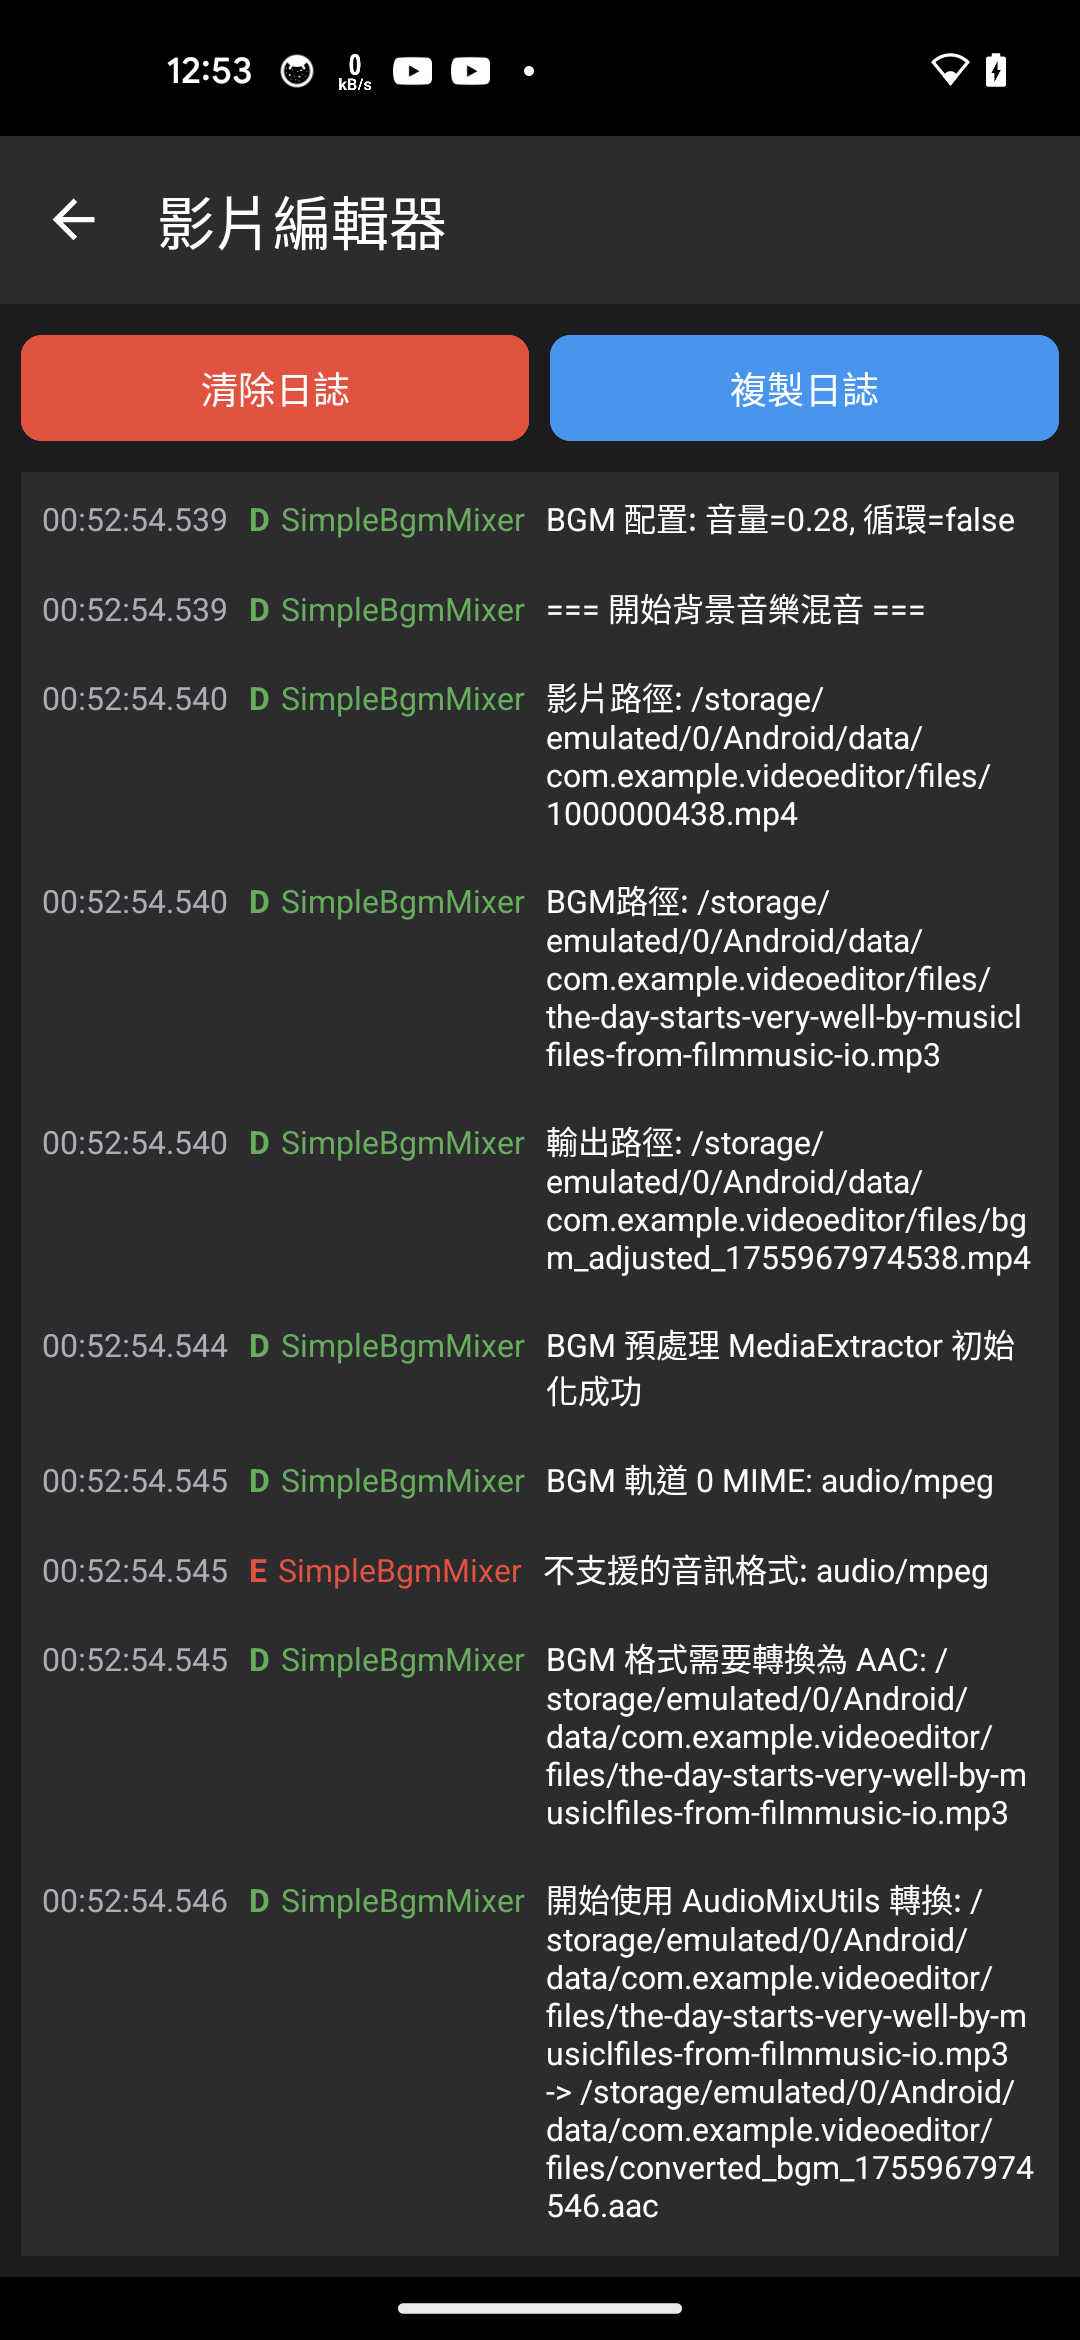 12:53
0
kB/s
影片編輯器
清除日誌
複製日誌
00:52:54.539 D SimpleBgmMixer BGM 配置: 音量=0.28, 循環=false
00:52:54.539 D SimpleBgmMixer === 開始背景音樂混音 ===
00:52:54.540 D SimpleBgmMixer 影片路徑: /storage/
emulated/0/Android/data/
com.example.videoeditor/files/
1000000438.mp4
00:52:54.540 D SimpleBgmMixer BGM路徑: /storage/
emulated/0/Android/data/
com.example.videoeditor/files/
the-day-starts-very-well-by-musicl
files-from-filmmusic-io.mp3
00:52:54.540 D SimpleBgmMixer 輸出路徑: /storage/
emulated/0/Android/data/
com.example.videoeditor/files/bg
m_adjusted_1755967974538.mp4
00:52:54.544 D SimpleBgmMixer BGM 預處理 MediaExtractor 初始
化成功
00:52:54.545 D SimpleBgmMixer BGM 軌道 0 MIME: audio/mpeg
00:52:54.545 E SimpleBgmMixer 不支援的音訊格式: audio/mpeg
00:52:54.545 D SimpleBgmMixer BGM 格式需要轉換為 AAC: /
storage/emulated/0/Android/
data/com.example.videoeditor/
files/the-day-starts-very-well-by-m
usiclfiles-from-filmmusic-io.mp3
00:52:54.546 D SimpleBgmMixer 開始使用 AudioMixUtils 轉換: /
storage/emulated/0/Android/
data/com.example.videoeditor/
files/the-day-starts-very-well-by-m
usiclfiles-from-filmmusic-io.mp3
-> /storage/emulated/0/Android/
data/com.example.videoeditor/
files/converted_bgm_1755967974
546.aac